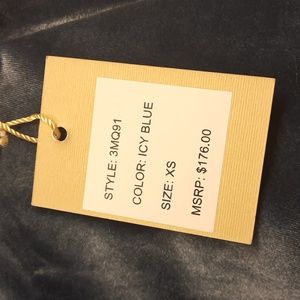 STYLE: 3MQ91
COLOR: ICY BLUE
SIZE: XS
MSRP: $176.00